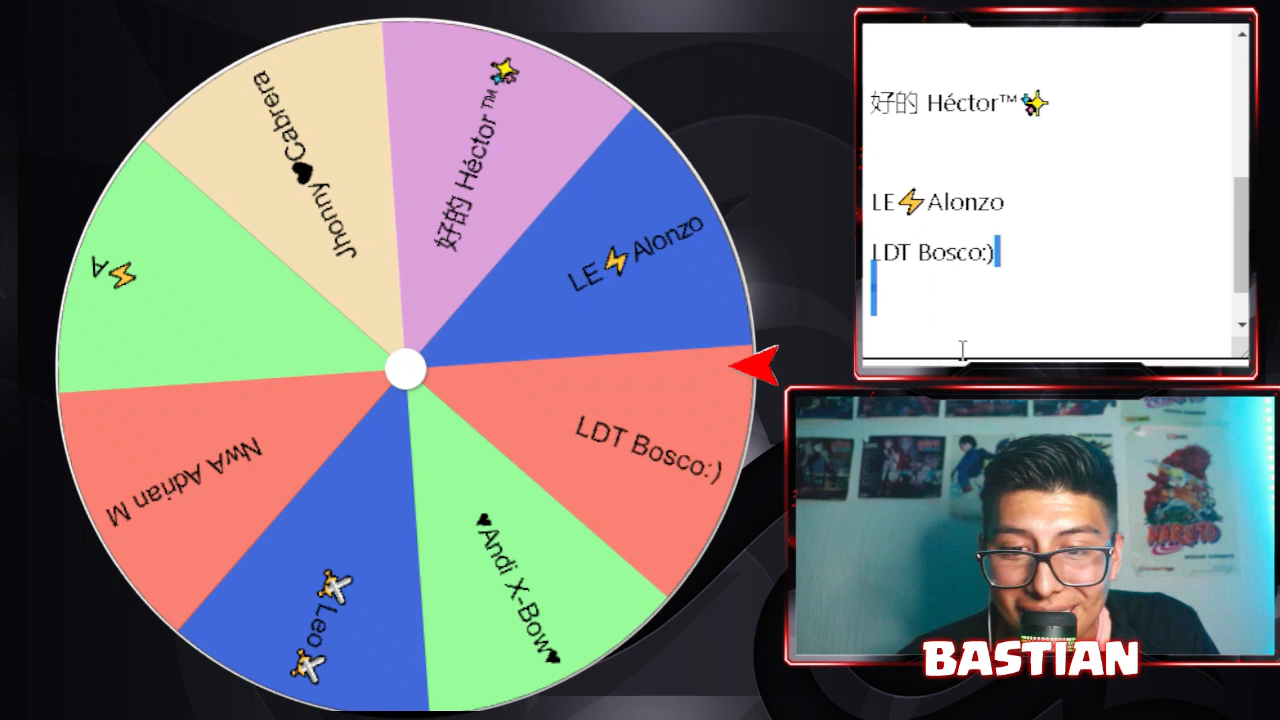 好的 Héctor™✨
LE⚡Alonzo
LDT Bosco:)
♥Andi X-Bow♥
⚔Leo⚔
NwA Adrian M
⚡A
Jhonny♥Cabrera
好的 Héctor™✨
LE⚡Alonzo
LDT Bosco:)
NARUTO
BASTIAN